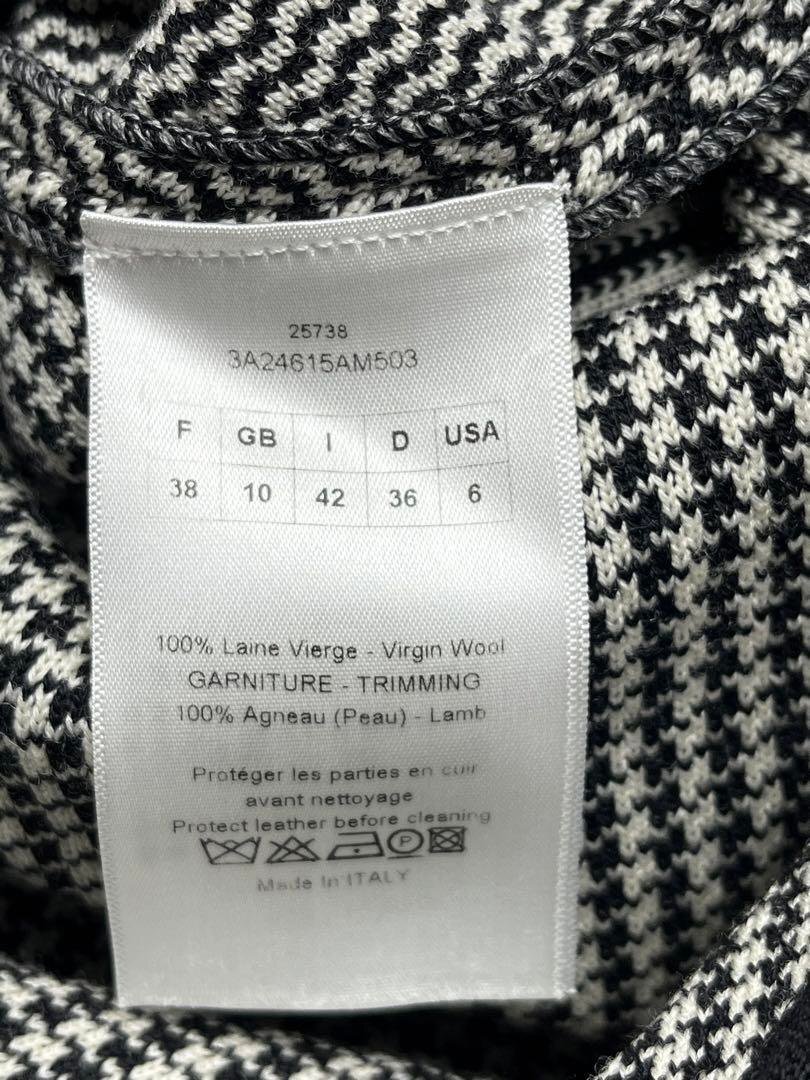 25738
3A24615AM503
F GB I D USA
38 10 42 36 6
100% Laine Vierge - Virgin Wool
GARNITURE - TRIMMING
100% Agneau (Peau) - Lamb
Protéger les parties en cuir
avant nettoyage
Protect leather before cleaning
P
Made In ITALY